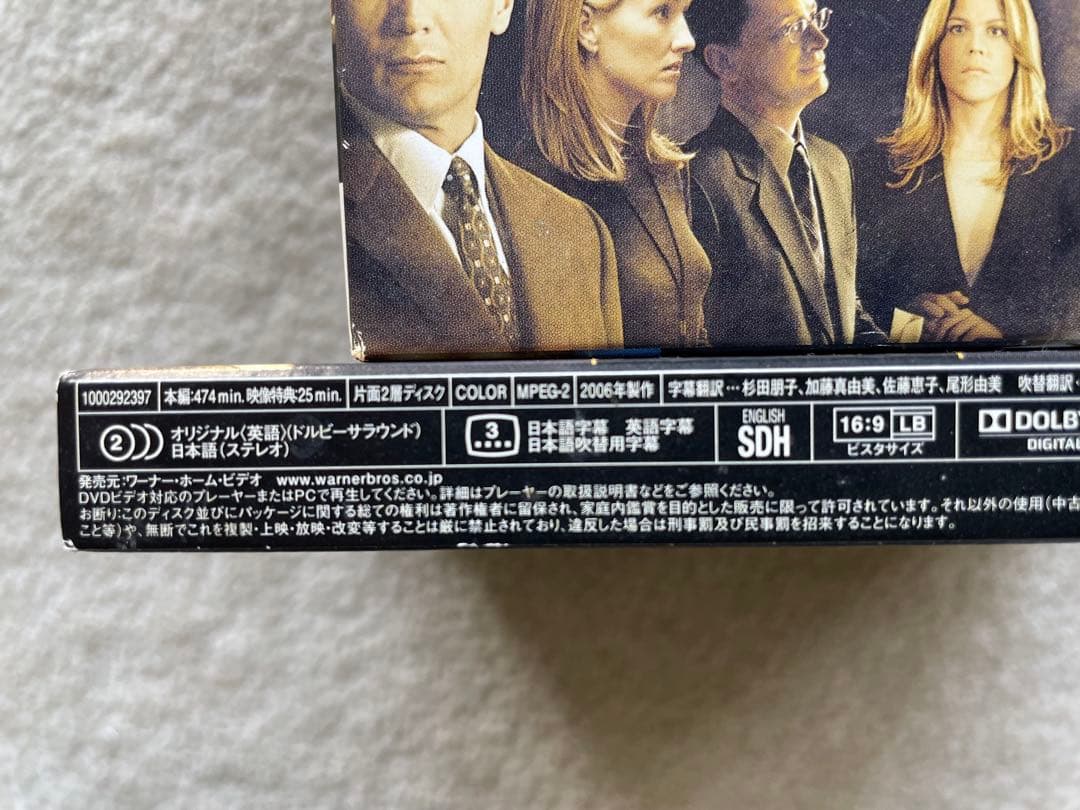 1000292397 本編:474min.映像特典:25min. 片面2層ディスク COLOR MPEG-2 2006年製作 字幕翻訳…杉田朋子、加藤真由美、佐藤恵子、尾形由美 吹替翻訳
2 オリジナル〈英語〉(ドルビーサラウンド)
日本語(ステレオ)
3 日本語字幕 英語字幕
日本語吹替用字幕
ENGLISH
SDH
16:9 LB
ビスタサイズ
DOLBY
DIGITAL
発売元:ワーナー・ホーム・ビデオ www.warnerbros.co.jp
DVDビデオ対応のプレーヤーまたはPCで再生してください。詳細はプレーヤーの取扱説明書などをご参照ください。
お断り:このディスク並びにパッケージに関する総ての権利は著作権者に留保され、家庭内鑑賞を目的とした販売に限って許可されています。それ以外の使用(中古
こと等)や、無断でこれを複製・上映・放映・改変等することは厳に禁止されており、違反した場合は刑事罰及び民事罰を招来することになります。